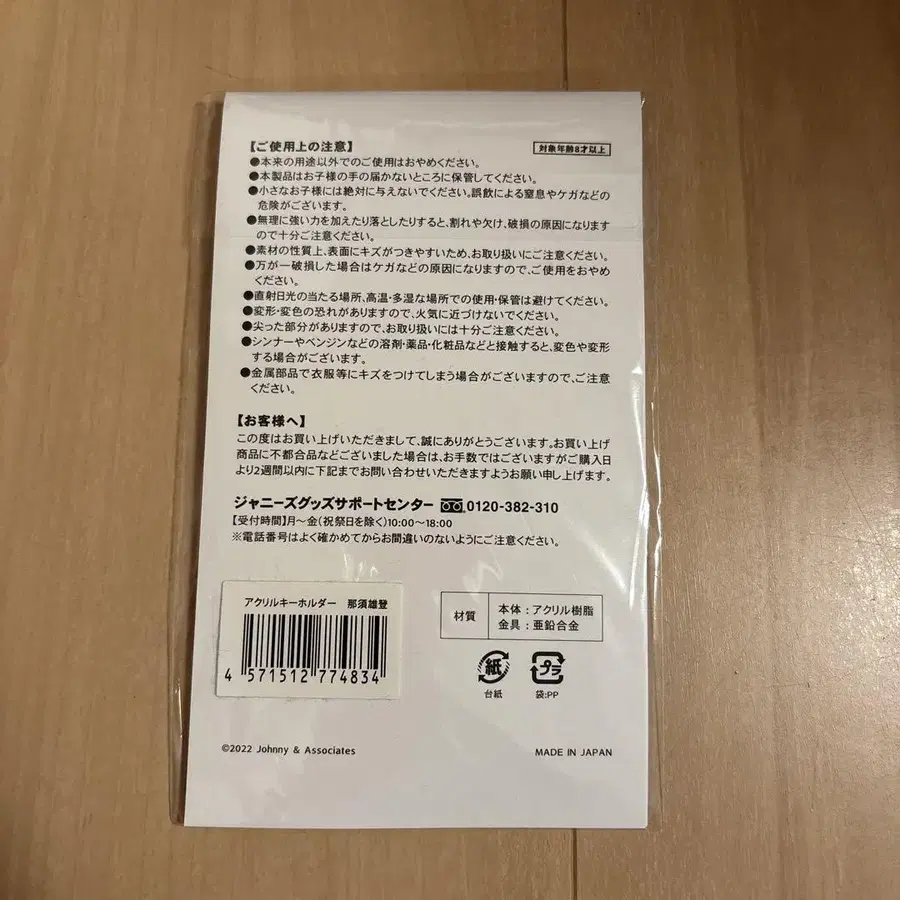 【ご使用上の注意】
対象年齢8才以上
●本来の用途以外でのご使用はおやめください。
●本製品はお子様の手の届かないところに保管してください。
●小さなお子様には絶対に与えないでください。誤飲による窒息やケガなどの
危険がございます。
●無理に強い力を加えたり落としたりすると、割れや欠け、破損の原因になります
ので十分ご注意ください。
●素材の性質上、表面にキズがつきやすいため、お取り扱いにご注意ください。
●万が一破損した場合はケガなどの原因になりますので、ご使用をおやめ
ください。
●直射日光の当たる場所、高温・多湿な場所での使用・保管は避けてください。
●変形・変色の恐れがありますので、火気に近づけないでください。
●尖った部分がありますので、お取り扱いには十分ご注意ください。
●シンナーやベンジンなどの溶剤・薬品・化粧品などと接触すると、変色や変形
する場合がございます。
●金属部品で衣服等にキズをつけてしまう場合がございますので、ご注意
ください。
【お客様へ】
この度はお買い上げいただきまして、誠にありがとうございます。お買い上げ
商品に不都合品などございました場合は、お手数ではございますがご購入日
より2週間以内に下記までお問い合わせいただきますようお願い申し上げます。
ジャニーズグッズサポートセンター 0120-382-310
【受付時間】月～金(祝祭日を除く)10:00～18:00
※電話番号はよく確かめてからお間違いのないようにご注意ください。
アクリルキーホルダー 那須雄登
4 571512 774834
材質
本体：アクリル樹脂
金具：亜鉛合金
紙
台紙
プラ
袋:PP
©2022 Johnny & Associates
MADE IN JAPAN